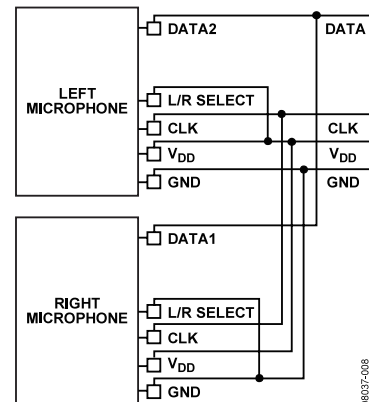 DATA2 DATA
LEFT
MICROPHONE
L/R SELECT
CLK CLK
VDD VDD
GND GND
DATA1
RIGHT
MICROPHONE
L/R SELECT
CLK
VDD
GND
08037-008